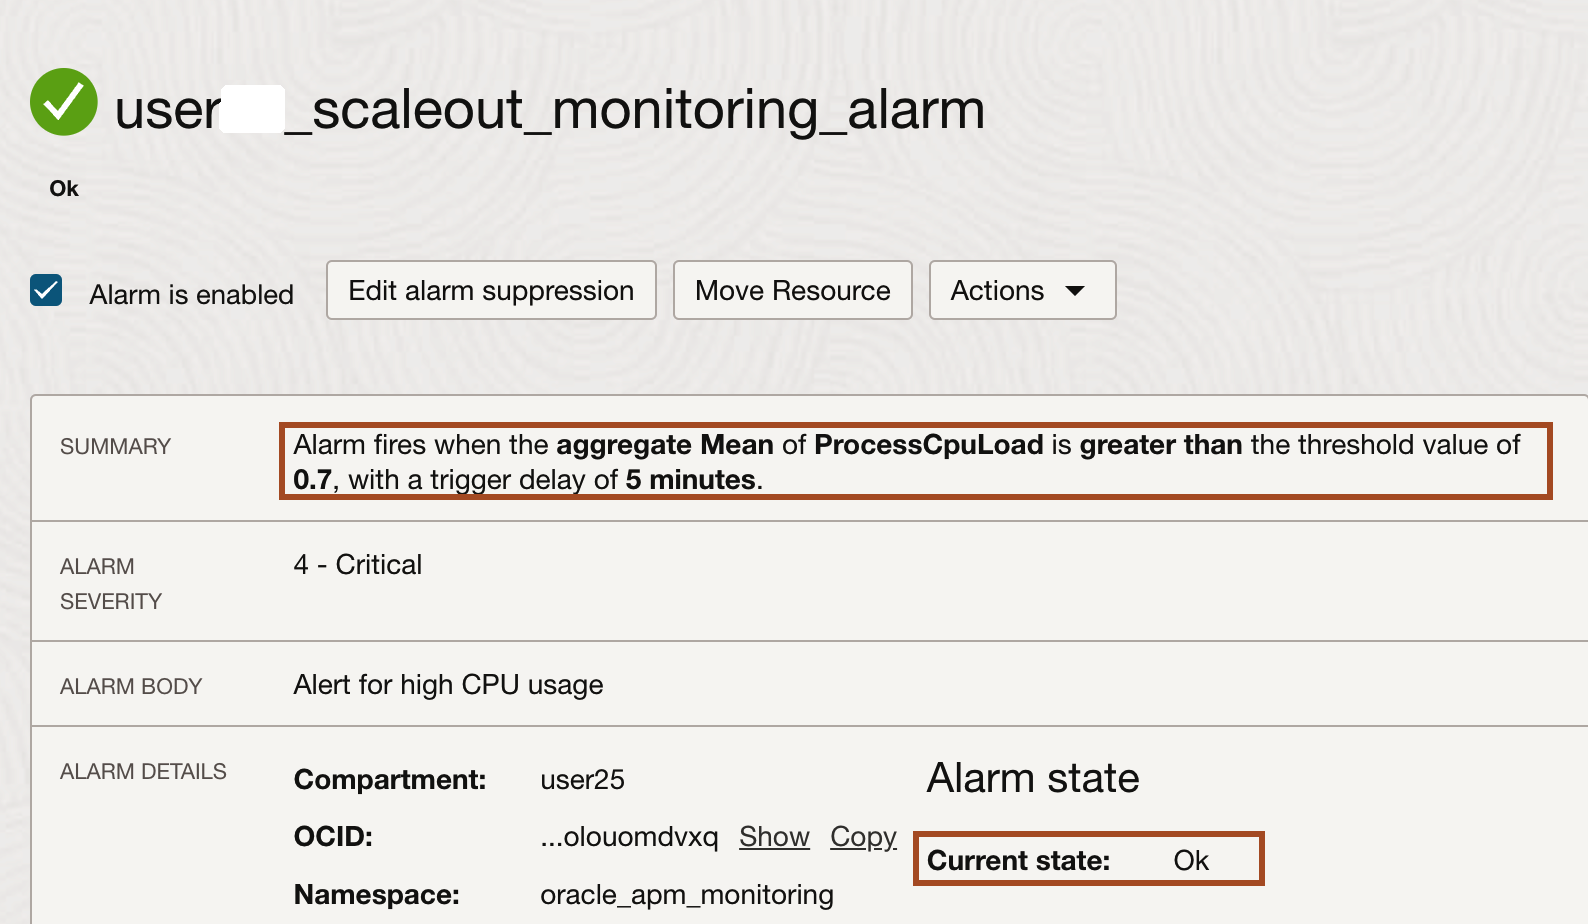 user _scaleout_monitoring_alarm
Ok
Alarm is enabled
Edit alarm suppression
Move Resource
Actions
SUMMARY
Alarm fires when the aggregate Mean of ProcessCpuLoad is greater than the threshold value of
0.7, with a trigger delay of 5 minutes.
ALARM
SEVERITY
4 - Critical
ALARM BODY
Alert for high CPU usage
ALARM DETAILS
Compartment: user25
OCID: ...olouomdvxq Show Copy
Namespace: oracle_apm_monitoring
Alarm state
Current state: Ok